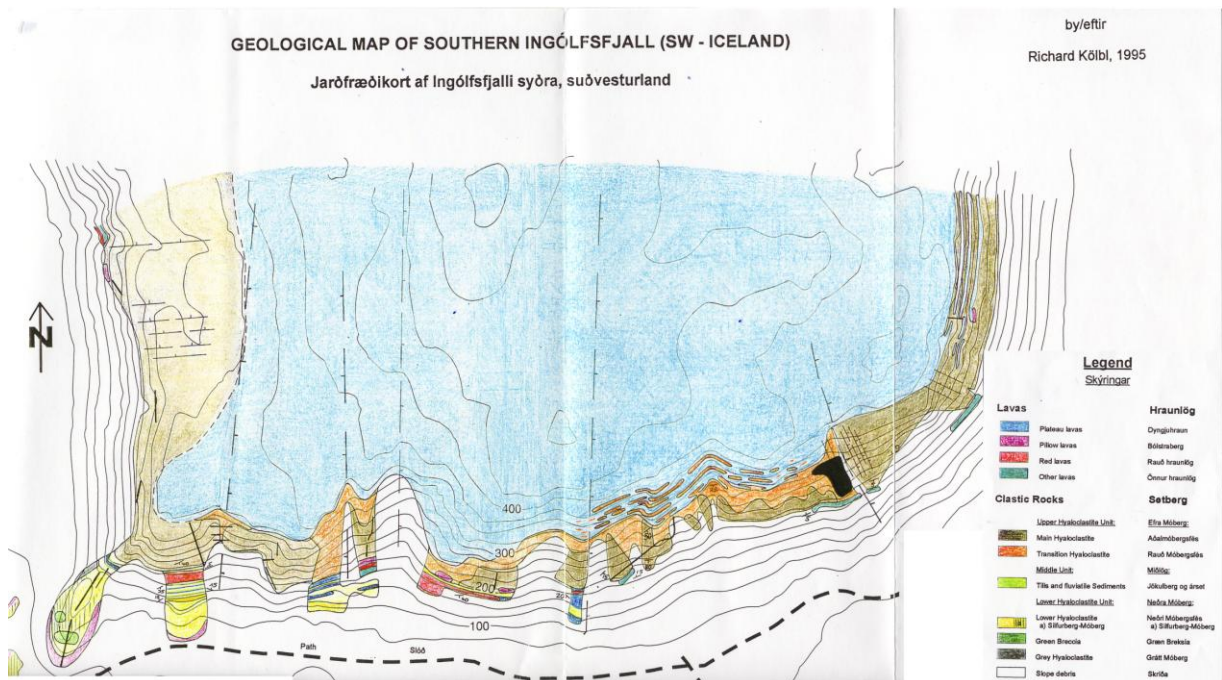 GEOLOGICAL MAP OF SOUTHERN INGÓLFSFJALL (SW - ICELAND)
Jarðfræðikort af Ingólfsfjalli syðra, suðvesturland
by/eftir
Richard Kölbl, 1995
N
400
300
200
100
50
Path
Slóð
Legend
Skýringar
Lavas Hraunlög
Plateau lavas Dyngjuhraun
Pillow lavas Bólstraberg
Red lavas Rauð hraunlög
Other lavas Önnur hraunlög
Clastic Rocks Setberg
Upper Hyaloclastite Unit: Efra Móberg:
Main Hyaloclastite Aðalmóbergsfés
Transition Hyaloclastite Rauð Móbergsfés
Middle Unit: Miðlög:
Tills and fluviatile Sediments Jökulberg og árset
Lower Hyaloclastite Unit: Neðra Móberg:
Lower Hyaloclastite Neðri Móbergsfés
a) Silfurberg-Móberg a) Silfurberg-Móberg
Green Breccia Græn Breksía
Grey Hyaloclastite Grátt Móberg
Slope debris Skriða